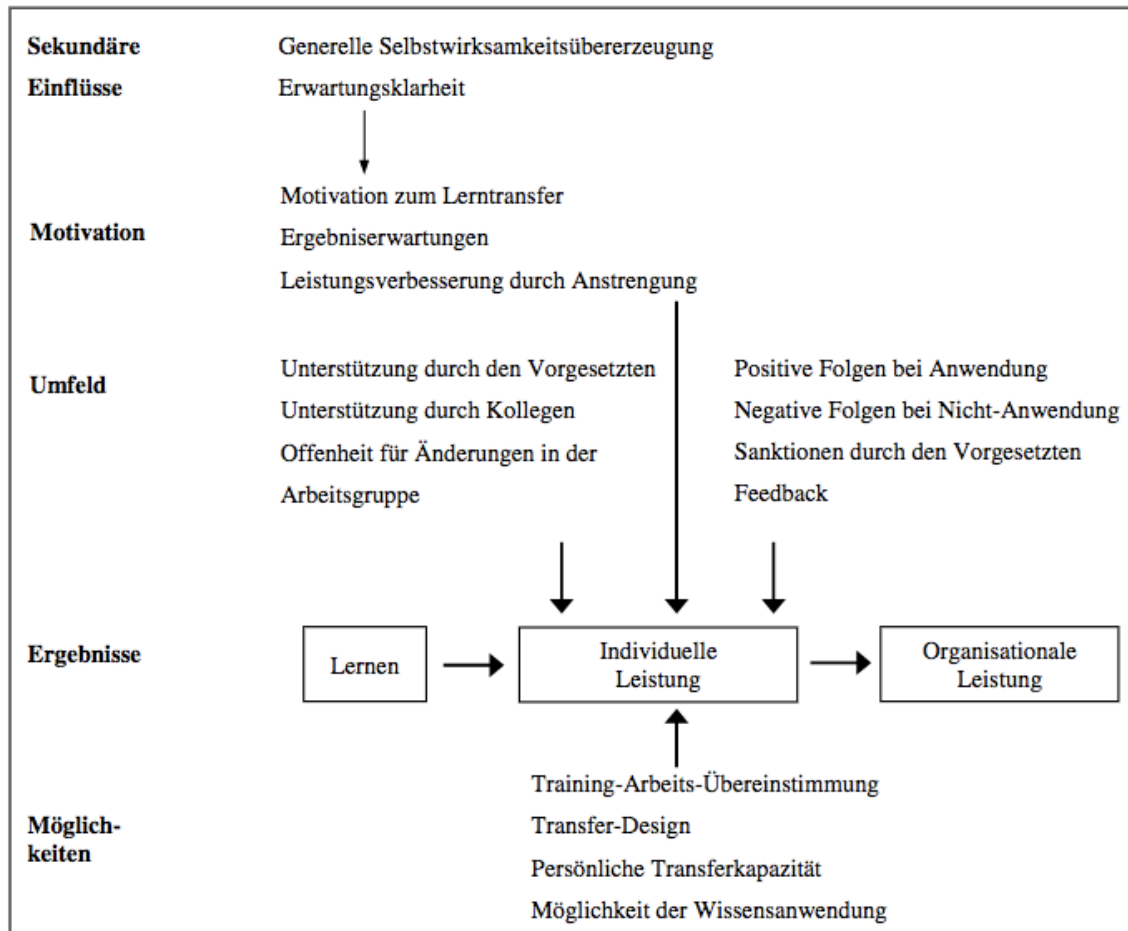 Sekundäre
Einflüsse
Generelle Selbstwirksamkeitsübererzeugung
Erwartungsklarheit
Motivation
Motivation zum Lerntransfer
Ergebniserwartungen
Leistungsverbesserung durch Anstrengung
Umfeld
Unterstützung durch den Vorgesetzten
Unterstützung durch Kollegen
Offenheit für Änderungen in der
Arbeitsgruppe
Positive Folgen bei Anwendung
Negative Folgen bei Nicht-Anwendung
Sanktionen durch den Vorgesetzten
Feedback
Ergebnisse
Lernen
Individuelle
Leistung
Organisationale
Leistung
Möglich-
keiten
Training-Arbeits-Übereinstimmung
Transfer-Design
Persönliche Transferkapazität
Möglichkeit der Wissensanwendung